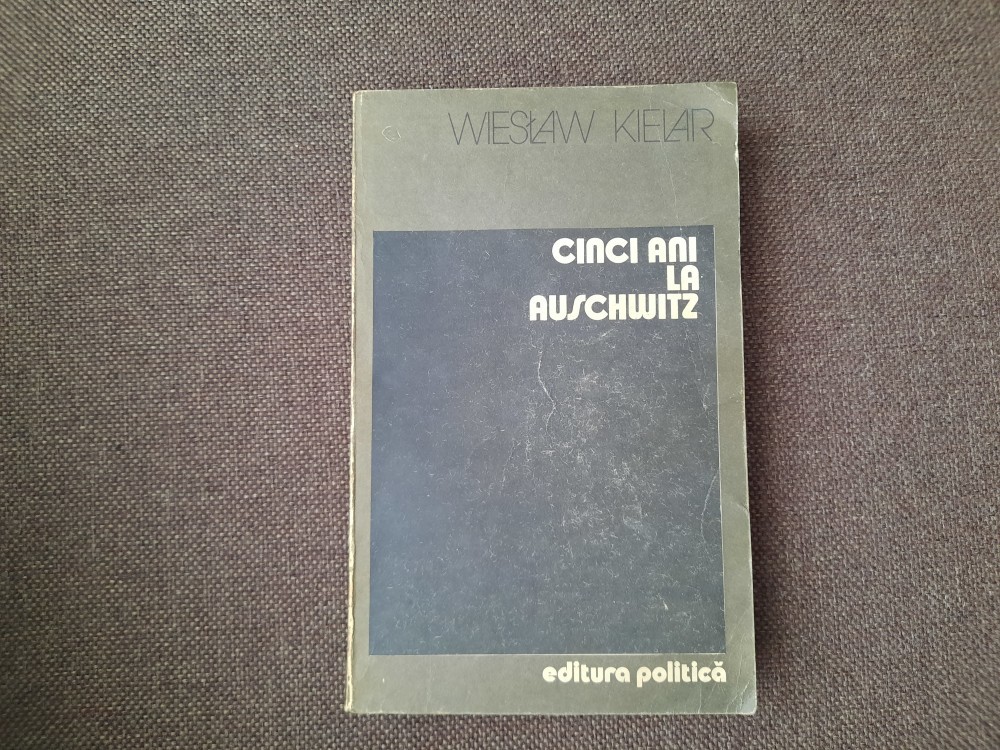 WIESŁAW KIELAR
CINCI ANI
LA
AUSCHWITZ
editura politică